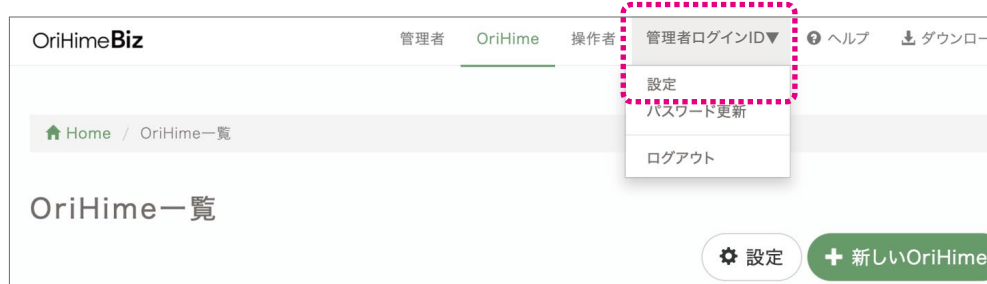 OriHimeBiz 管理者 OriHime 操作者 管理者ログインID▼ ヘルプ ダウンロー
設定
パスワード更新
ログアウト
Home / OriHime一覧
OriHime一覧
設定 新しいOriHime